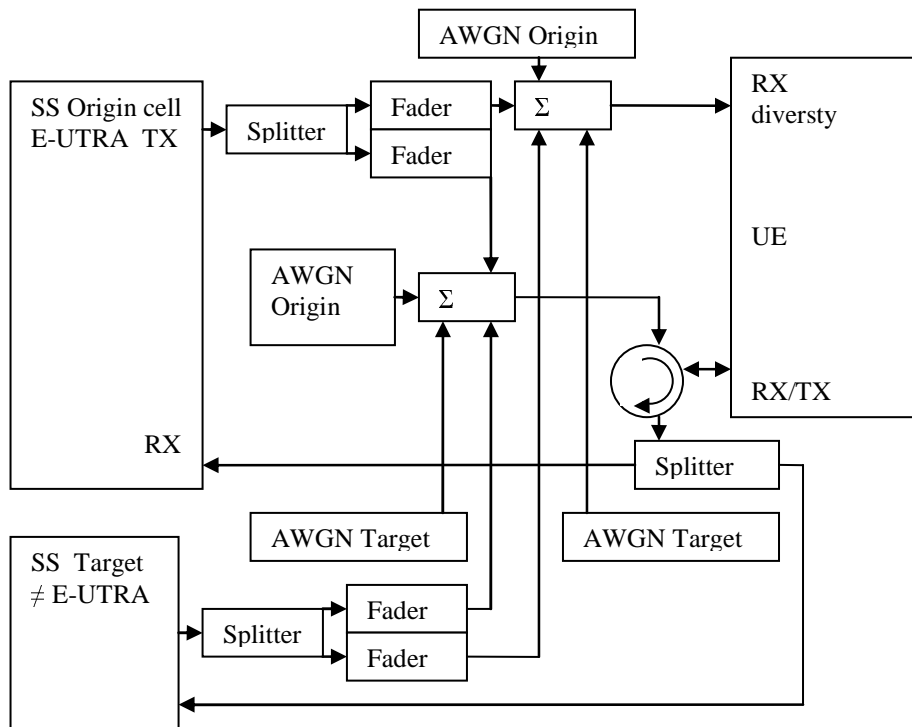 AWGN Origin
SS Origin cell
E-UTRA TX
Splitter
Fader
Fader
Σ
RX
diversty
UE
RX/TX
AWGN
Origin
Σ
RX
Splitter
AWGN Target
AWGN Target
SS Target
≠ E-UTRA
Splitter
Fader
Fader